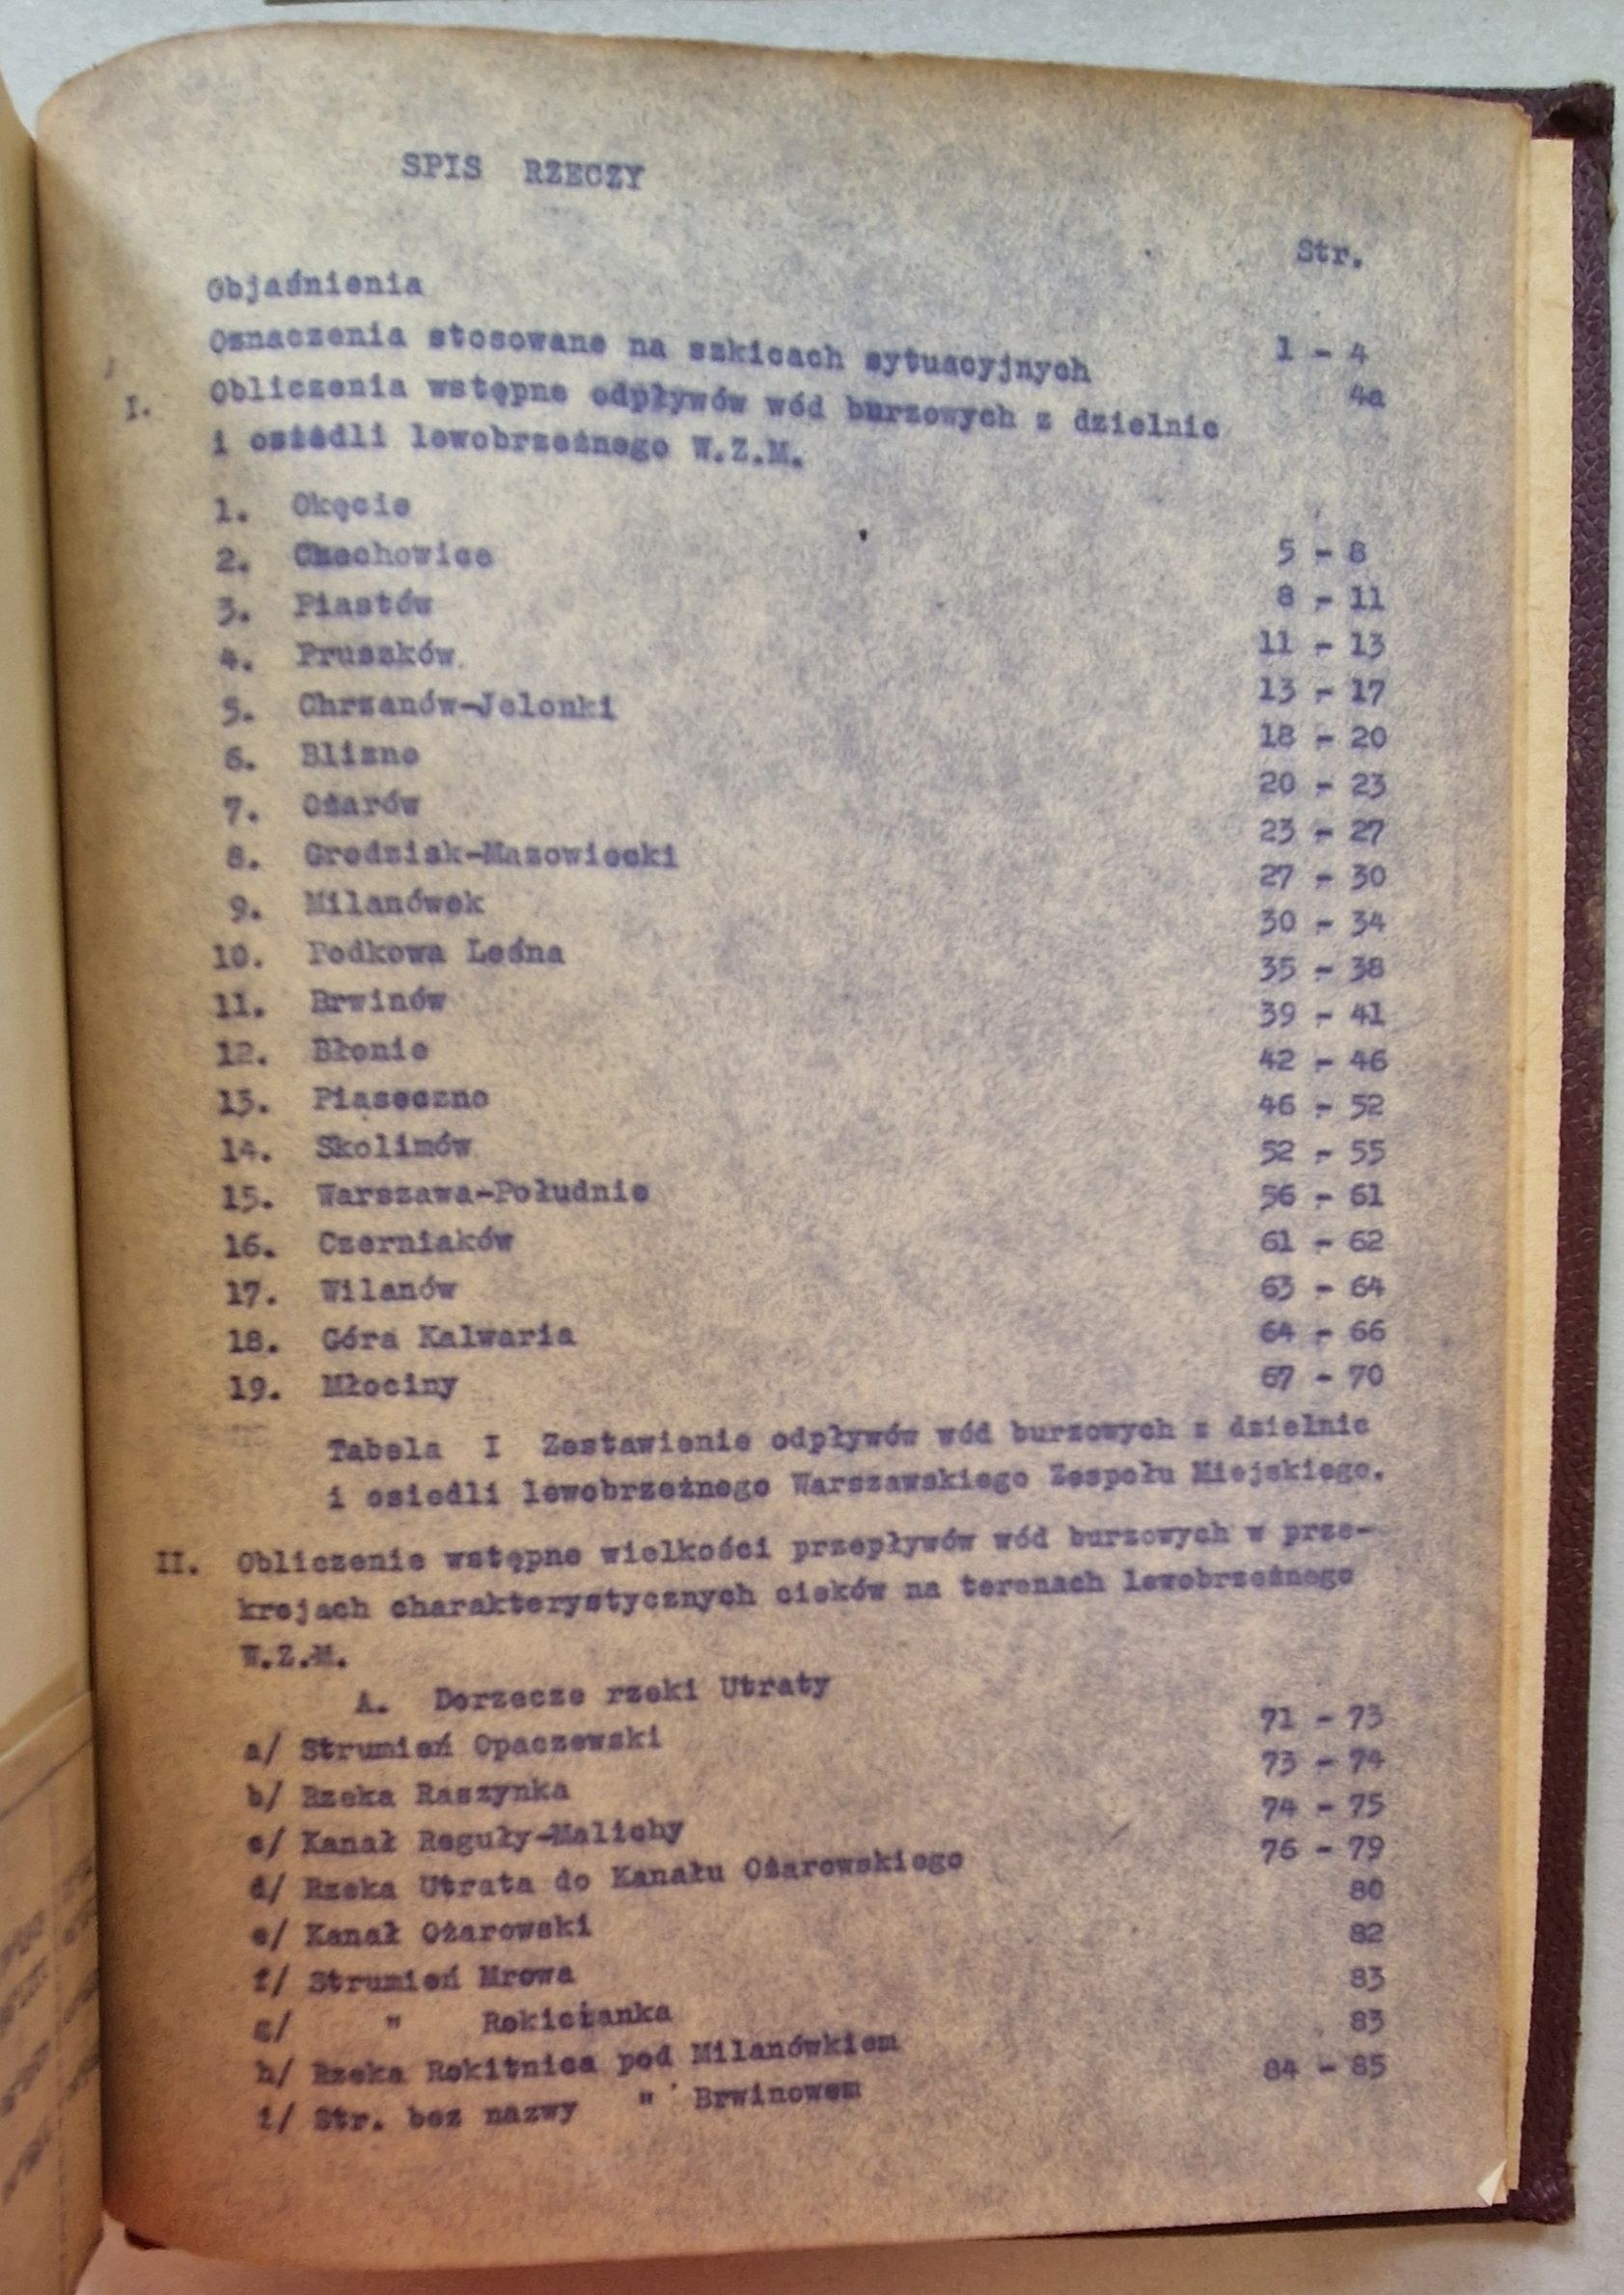 SPIS RZECZY
Str.
Objaśnienia 1 - 4
Oznaczenia stosowane na szkicach sytuacyjnych 4a
I. Obliczenia wstępne odpływów wód burzowych z dzielnic
i osiedli lewobrzeżnego W.Z.M.
1. Okęcie 5 - 8
2. Czechowice 8 - 11
3. Piastów 11 - 13
4. Pruszków 13 - 17
5. Chrzanów-Jelonki 18 - 20
6. Blizne 20 - 23
7. Ożarów 23 - 27
8. Grodzisk-Mazowiecki 27 - 30
9. Milanówek 30 - 34
10. Podkowa Leśna 35 - 38
11. Brwinów 39 - 41
12. Błonie 42 - 46
13. Piaseczno 46 - 52
14. Skolimów 52 - 55
15. Warszawa-Południe 56 - 61
16. Czerniaków 61 - 62
17. Wilanów 63 - 64
18. Góra Kalwaria 64 - 66
19. Młociny 67 - 70
Tabela I Zestawienie odpływów wód burzowych z dzielnic
i osiedli lewobrzeżnego Warszawskiego Zespołu Miejskiego.
II. Obliczenie wstępne wielkości przepływów wód burzowych w prze-
krojach charakterystycznych cieków na terenach lewobrzeżnego
W.Z.M.
A. Dorzecze rzeki Utraty
a/ Strumień Opaczewski 71 - 73
b/ Rzeka Raszynka 73 - 74
c/ Kanał Reguły-Malichy 74 - 75
d/ Rzeka Utrata do Kanału Ożarowskiego 76 - 79
e/ Kanał Ożarowski 80
f/ Strumień Mrowa 82
g/ " Rokicianka 83
h/ Rzeka Rokitnica pod Milanówkiem 83
i/ Str. bez nazwy " Brwinowem 84 - 85